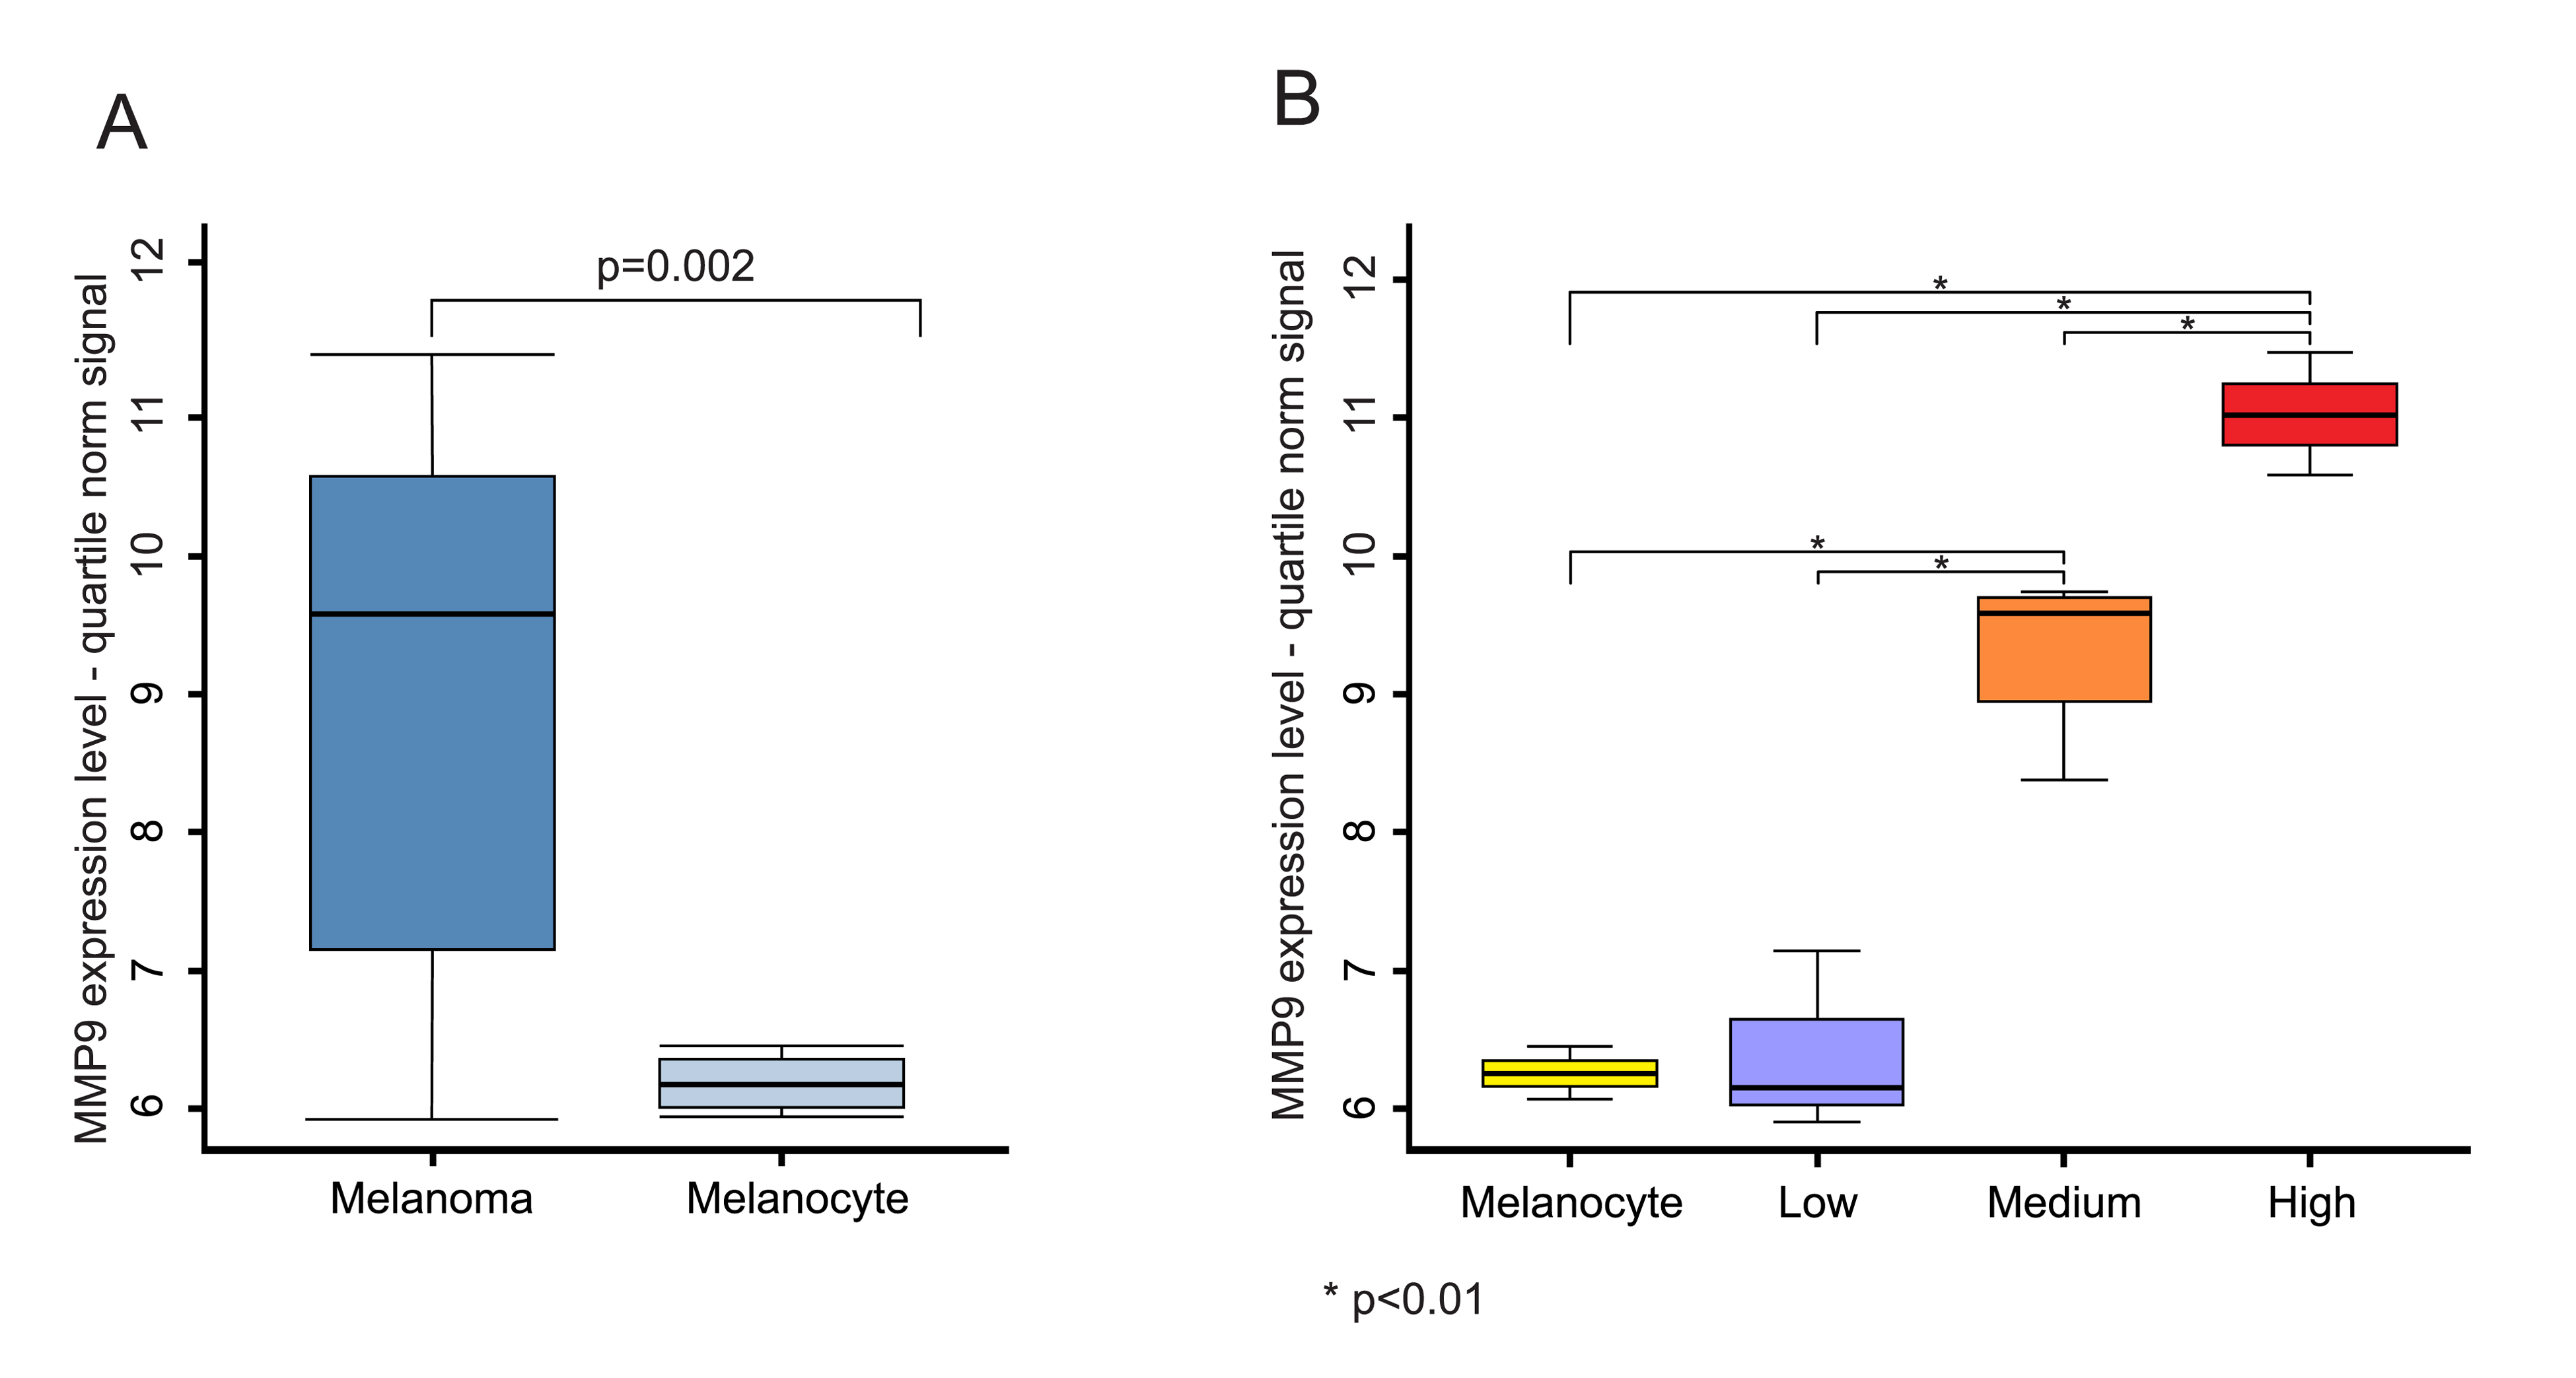 A
MMP9 expression level - quartile norm signal
12
11
10
9
8
7
6
p=0.002
Melanoma
Melanocyte
B
MMP9 expression level - quartile norm signal
12
11
10
9
8
7
6
*
*
*
*
*
Melanocyte
Low
Medium
High
* p<0.01